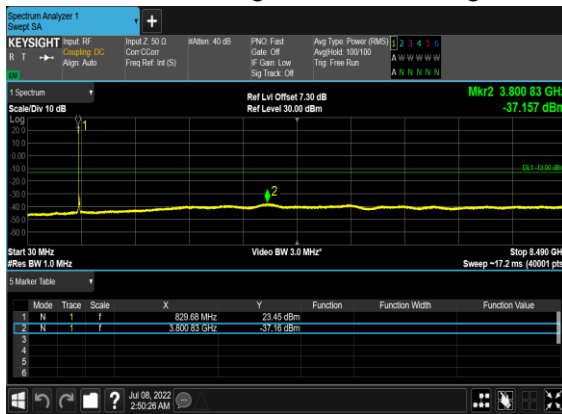 Spectrum Analyzer 1
Swept SA
KEYSIGHT Input: RF Input Z: 50 Ω #Atten: 40 dB PNO: Fast Avg Type: Power (RMS) 1 2 3 4 5 6
R T Coupling: DC Corr CCorr Gate: Off Avg|Hold: 100/100 A W W W W W
Align: Auto Freq Ref: Int (S) IF Gain: Low Trig: Free Run
Sig Track: Off A N N N N N
1 Spectrum Ref Lvl Offset 7.30 dB Mkr2 3.800 83 GHz
Scale/Div 10 dB Ref Level 30.00 dBm -37.157 dBm
Log
1
20.0
10.0
0.00
-10.0 DL1 -13.00 dBm
-20.0
-30.0 2
-40.0
-50.0
-60.0
Start 30 MHz Video BW 3.0 MHz* Stop 8.490 GHz
#Res BW 1.0 MHz Sweep ~17.2 ms (40001 pts)
5 Marker Table
Mode Trace Scale X Y Function Function Width Function Value
1 N 1 f 829.68 MHz 23.45 dBm
2 N 1 f 3.800 83 GHz -37.16 dBm
3
4
5
6
? Jul 08, 2022
2:50:26 AM